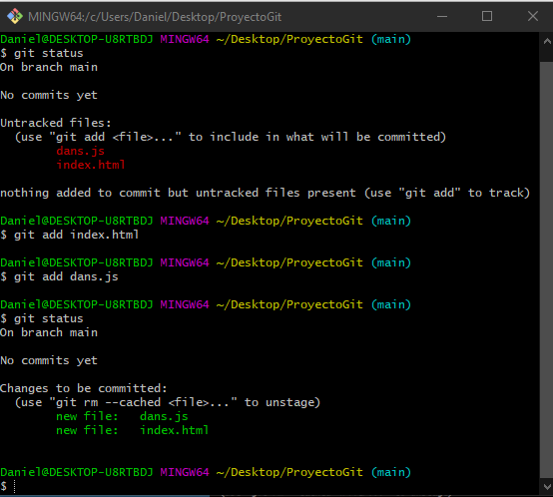 MINGW64:/c/Users/Daniel/Desktop/ProyectoGit
Daniel@DESKTOP-U8RTBDJ MINGW64 ~/Desktop/ProyectoGit (main)
$ git status
On branch main
No commits yet
Untracked files:
(use "git add <file>..." to include in what will be committed)
dans.js
index.html
nothing added to commit but untracked files present (use "git add" to track)
Daniel@DESKTOP-U8RTBDJ MINGW64 ~/Desktop/ProyectoGit (main)
$ git add index.html
Daniel@DESKTOP-U8RTBDJ MINGW64 ~/Desktop/ProyectoGit (main)
$ git add dans.js
Daniel@DESKTOP-U8RTBDJ MINGW64 ~/Desktop/ProyectoGit (main)
$ git status
On branch main
No commits yet
Changes to be committed:
(use "git rm --cached <file>..." to unstage)
new file:   dans.js
new file:   index.html
Daniel@DESKTOP-U8RTBDJ MINGW64 ~/Desktop/ProyectoGit (main)
$